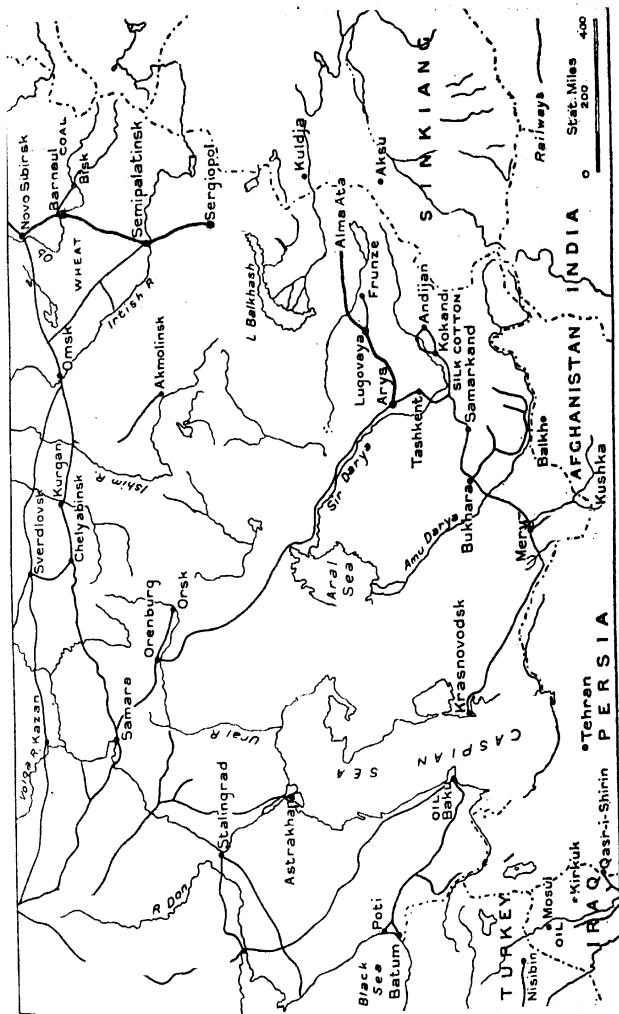 Novo Sibirsk
Barnaul
COAL
Bisk
Ob
WHEAT
Semipalatinsk
Irtish R
Sergiopol
Omsk
Akmolinsk
Ishim R
Kurgan
Sverdlovsk
Chelyabinsk
Orsk
Orenburg
Samara
Kazan
Volga R
Ural R
Stalingrad
Astrakhan
R Don
L Balkhash
Kuldja
Alma Ata
Frunze
Lugovaya
Arys
Tashkent
Sir Darya
Aral
Sea
Amu Darya
Aksu
SINKIANG
Andijan
Kokandi
SILK COTTON
Samarkand
Bukhara
Merv
Balkh
Kushka
AFGHANISTAN
INDIA
Krasnovodsk
CASPIAN
SEA
OIL
Baku
Poti
Batum
Black
Sea
Tehran
PERSIA
TURKEY
Nisibin
Mosul
OIL
Kirkuk
IRAQ
Qasr-i-Shirin
Railways
Stat. Miles
0 200 400